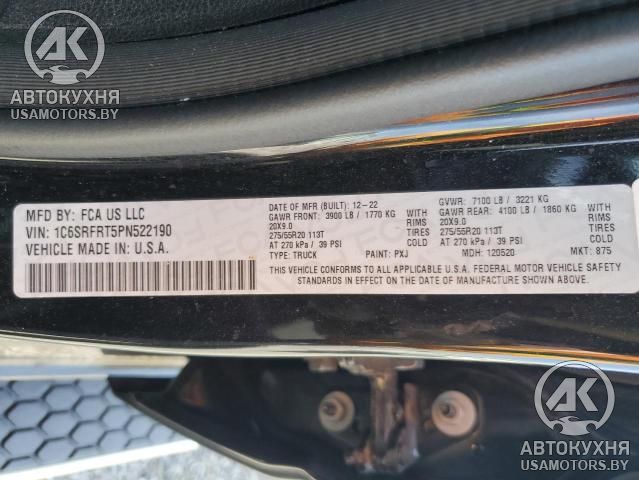 АК
АВТОКУХНЯ
USAMOTORS.BY
АК
АВТОКУХНЯ
USAMOTORS.BY
MFD BY: FCA US LLC
VIN: 1C6SRFRT5PN522190
VEHICLE MADE IN U.S.A.
DATE OF MFR (BUILT): 12-22 GVWR: 7100 LB / 3221 KG
GAWR FRONT: 3900 LB / 1770 KG WITH GAWR REAR: 4100 LB / 1860 KG WITH
20X9.0 RIMS 20X9.0 RIMS
275/55R20 113T TIRES 275/55R20 113T TIRES
AT 270 kPa / 39 PSI COLD AT 270 kPa / 39 PSI COLD
TYPE: TRUCK PAINT: PXJ MDH: 120520 MKT: 875
THIS VEHICLE CONFORMS TO ALL APPLICABLE U.S.A. FEDERAL MOTOR VEHICLE SAFETY
STANDARDS IN EFFECT ON THE DATE OF MANUFACTURE SHOWN ABOVE.
АК
АВТОКУХНЯ
USAMOTORS.BY